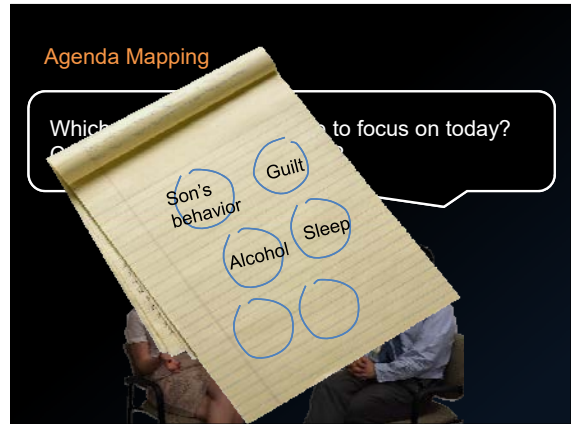 Agenda Mapping
Which to focus on today?
Son's
behavior
Guilt
Alcohol
Sleep